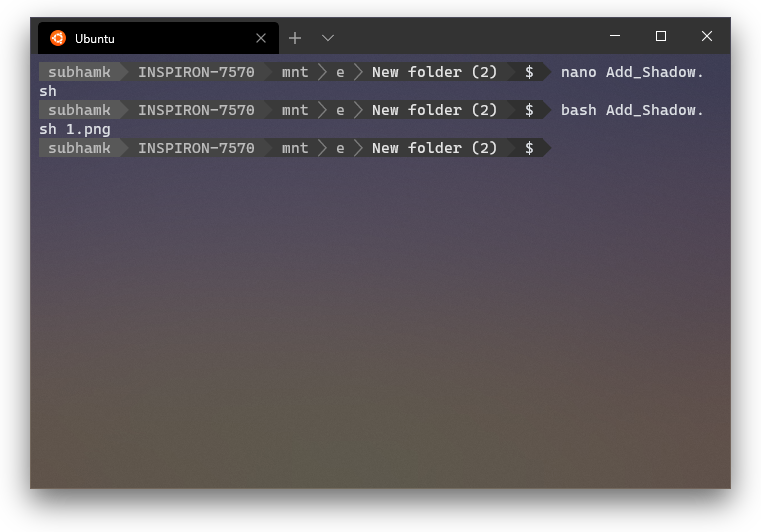 Ubuntu
subhamk INSPIRON-7570 mnt e New folder (2) $ nano Add_Shadow.
sh
subhamk INSPIRON-7570 mnt e New folder (2) $ bash Add_Shadow.
sh 1.png
subhamk INSPIRON-7570 mnt e New folder (2) $